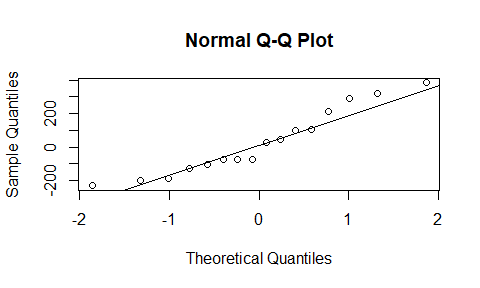 Normal Q-Q Plot
Sample Quantiles
200
0
-200
-2 -1 0 1 2
Theoretical Quantiles